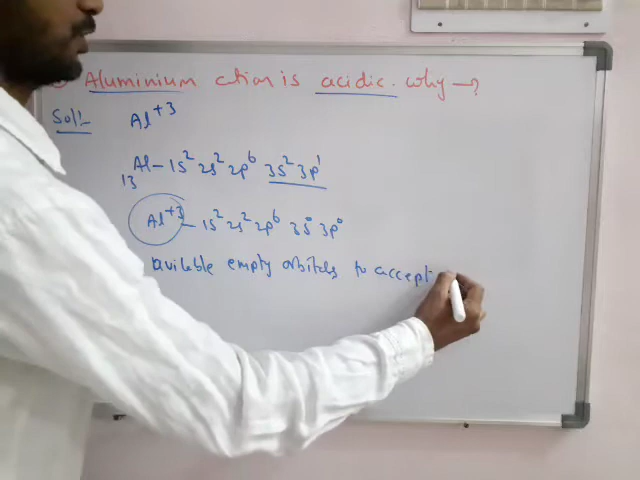 Aluminium cation is acidic. why →?
Sol:- Al+3
13Al - 1s2 2s2 2p6 3s2 3p1
Al+3 - 1s2 2s2 2p6 3s0 3p0
avilable empty orbitals to accept